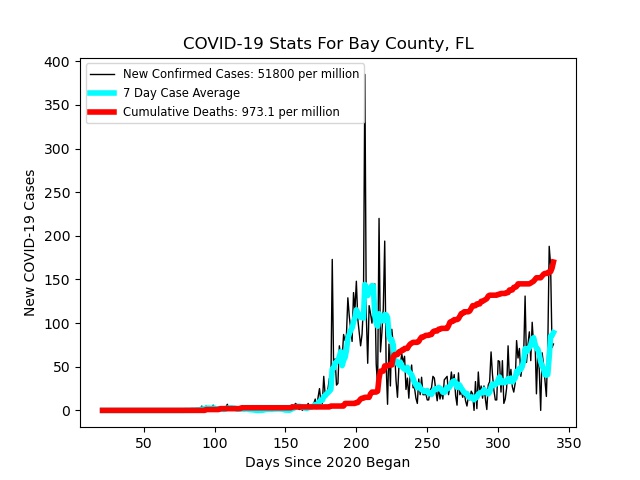 COVID-19 Stats For Bay County, FL
New Confirmed Cases: 51800 per million
7 Day Case Average
Cumulative Deaths: 973.1 per million
New COVID-19 Cases
400
350
300
250
200
150
100
50
0
50 100 150 200 250 300 350
Days Since 2020 Began